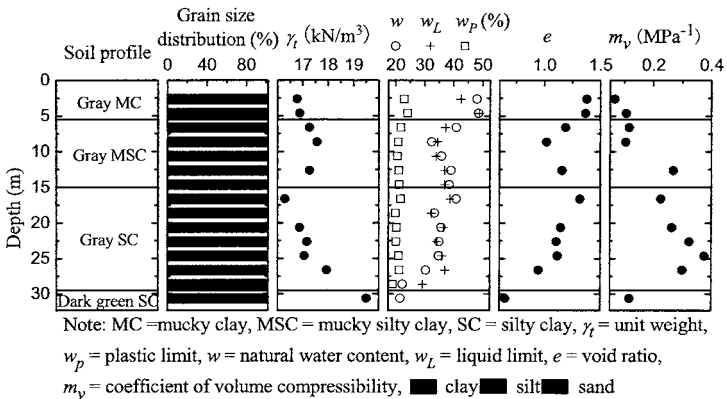 Grain size
distribution (%) γt (kN/m³) w wL wP (%) e mv (MPa⁻¹)
Soil profile
0 50 100 17 18 19 20 30 40 50 1.0 1.5 0.2 0.4
0
Gray MC
5
Gray MSC
10
15
20
Gray SC
25
30
Dark green SC
Depth (m)
Note: MC =mucky clay, MSC = mucky silty clay, SC = silty clay, γt = unit weight,
wp = plastic limit, w = natural water content, wL = liquid limit, e = void ratio,
mv = coefficient of volume compressibility, clay silt sand